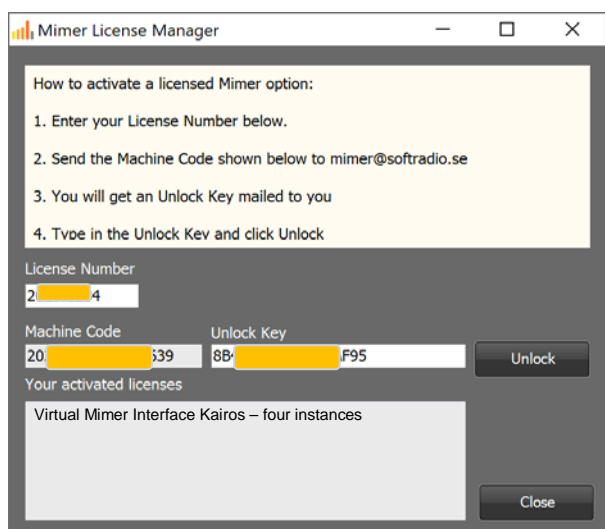 Mimer License Manager
How to activate a licensed Mimer option:
1. Enter your License Number below.
2. Send the Machine Code shown below to mimer@softradio.se
3. You will get an Unlock Key mailed to you
4. Type in the Unlock Key and click Unlock
License Number
2 4
Machine Code Unlock Key
20 639 8B F95 Unlock
Your activated licenses
Virtual Mimer Interface Kairos – four instances
Close